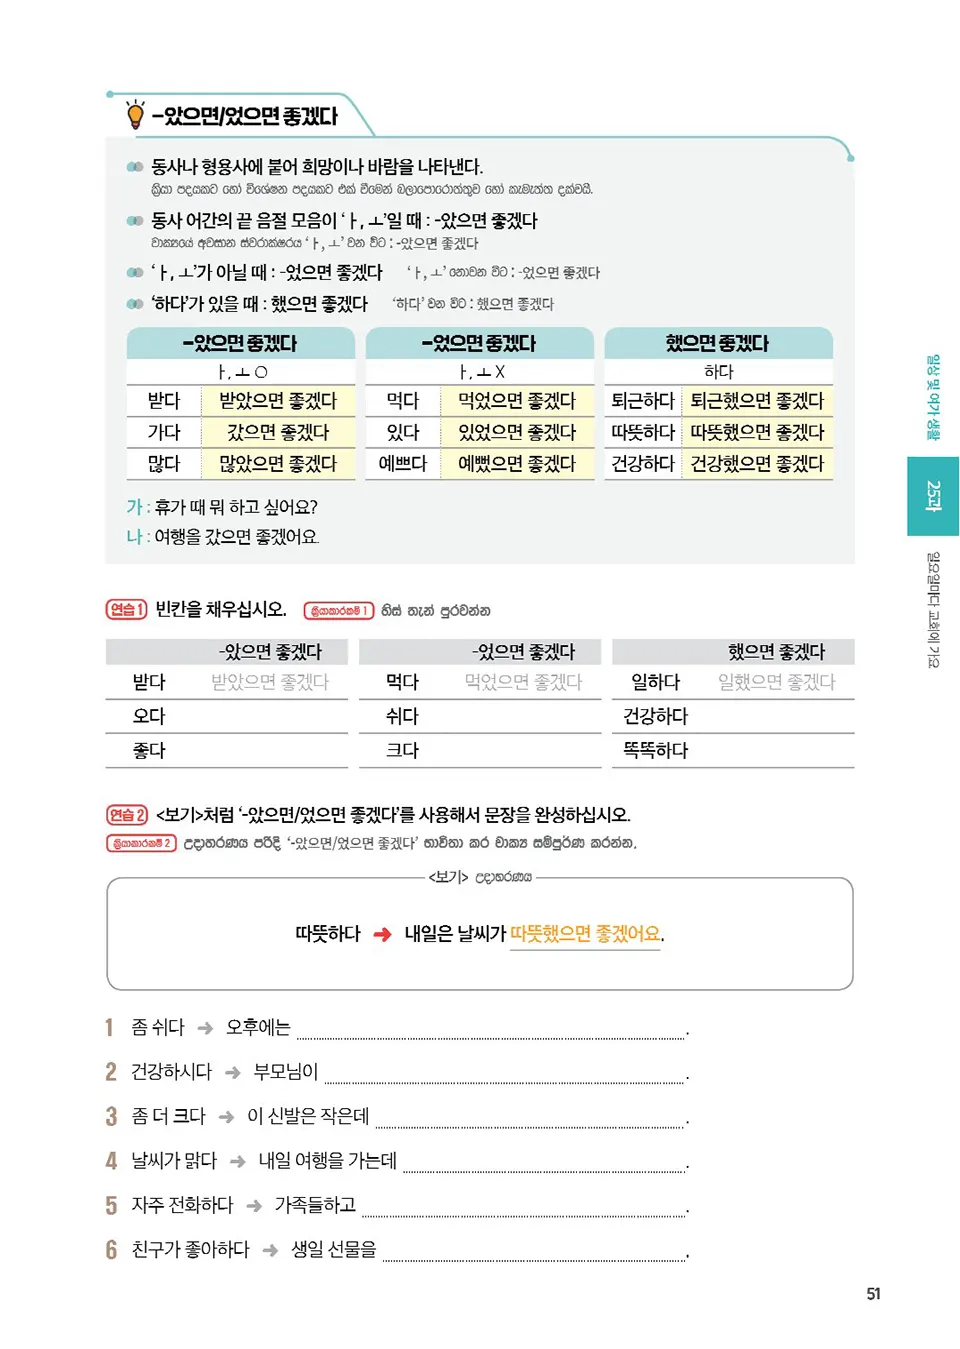 -았으면/었으면 좋겠다
동사나 형용사에 붙어 희망이나 바람을 나타낸다.
ක්‍රියා පදයකට හෝ විශේෂන පදයකට එක් වීමෙන් බලාපොරොත්තුව හෝ කැමැත්ත දක්වයි.
동사 어간의 끝 음절 모음이 ‘ㅏ, ㅗ’일 때 : -았으면 좋겠다
වාක්‍යයේ අවසාන ස්වරාක්ෂරය ‘ㅏ, ㅗ’ වන විට : -았으면 좋겠다
‘ㅏ, ㅗ’가 아닐 때 : -었으면 좋겠다 ‘ㅏ, ㅗ’ නොවන විට : -었으면 좋겠다
‘하다’가 있을 때 : 했으면 좋겠다 ‘하다’ වන විට : 했으면 좋겠다
-았으면 좋겠다 -었으면 좋겠다 했으면 좋겠다
ㅏ, ㅗ O ㅏ, ㅗ X 하다
받다 받았으면 좋겠다 먹다 먹었으면 좋겠다 퇴근하다 퇴근했으면 좋겠다
가다 갔으면 좋겠다 있다 있었으면 좋겠다 따뜻하다 따뜻했으면 좋겠다
많다 많았으면 좋겠다 예쁘다 예뻤으면 좋겠다 건강하다 건강했으면 좋겠다
가 : 휴가 때 뭐 하고 싶어요?
나 : 여행을 갔으면 좋겠어요.
연습 1 빈칸을 채우십시오. ක්‍රියාකාරකම් 1 හිස් තැන් පුරවන්න
-았으면 좋겠다 -었으면 좋겠다 했으면 좋겠다
받다 받았으면 좋겠다 먹다 먹었으면 좋겠다 일하다 일했으면 좋겠다
오다 쉬다 건강하다
좋다 크다 똑똑하다
연습 2 <보기>처럼 ‘-았으면/었으면 좋겠다’를 사용해서 문장을 완성하십시오.
ක්‍රියාකාරකම් 2 උදාහරණය පරිදි ‘-았으면/었으면 좋겠다’ භාවිතා කර වාක්‍ය සම්පූර්ණ කරන්න.
<보기> උදාහරණය
따뜻하다 ➜ 내일은 날씨가 따뜻했으면 좋겠어요.
1 좀 쉬다 ➜ 오후에는 .
2 건강하시다 ➜ 부모님이 .
3 좀 더 크다 ➜ 이 신발은 작은데 .
4 날씨가 맑다 ➜ 내일 여행을 가는데 .
5 자주 전화하다 ➜ 가족들하고 .
6 친구가 좋아하다 ➜ 생일 선물을 .
일상 및 여가 생활
25과
일요일마다 교회에 가요
51